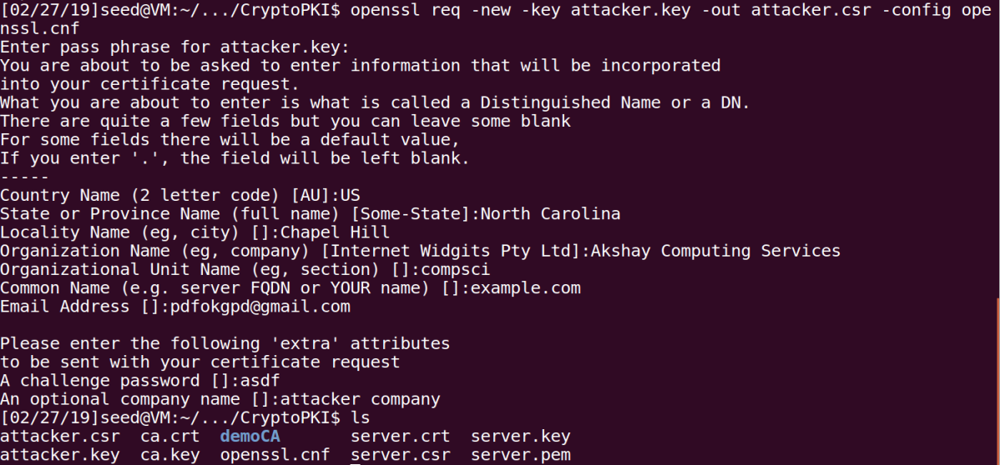 [02/27/19]seed@VM:~/.../CryptoPKI$ openssl req -new -key attacker.key -out attacker.csr -config ope
nssl.cnf
Enter pass phrase for attacker.key:
You are about to be asked to enter information that will be incorporated
into your certificate request.
What you are about to enter is what is called a Distinguished Name or a DN.
There are quite a few fields but you can leave some blank
For some fields there will be a default value,
If you enter '.', the field will be left blank.
-----
Country Name (2 letter code) [AU]:US
State or Province Name (full name) [Some-State]:North Carolina
Locality Name (eg, city) []:Chapel Hill
Organization Name (eg, company) [Internet Widgits Pty Ltd]:Akshay Computing Services
Organizational Unit Name (eg, section) []:compsci
Common Name (e.g. server FQDN or YOUR name) []:example.com
Email Address []:pdfokgpd@gmail.com

Please enter the following 'extra' attributes
to be sent with your certificate request
A challenge password []:asdf
An optional company name []:attacker company
[02/27/19]seed@VM:~/.../CryptoPKI$ ls
attacker.csr  ca.crt  demoCA       server.crt  server.key
attacker.key  ca.key  openssl.cnf  server.csr  server.pem